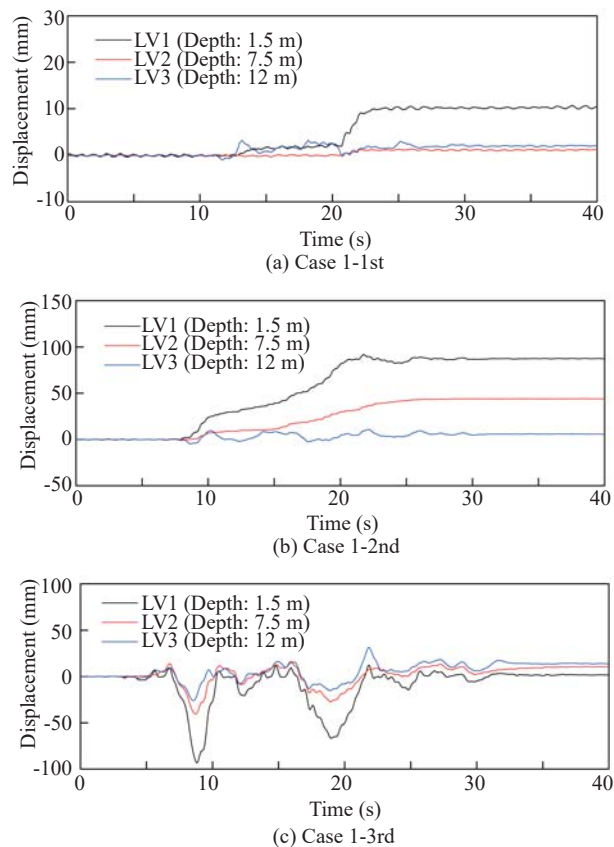 30
20
10
0
-10
Displacement (mm)
LV1 (Depth: 1.5 m)
LV2 (Depth: 7.5 m)
LV3 (Depth: 12 m)
0 10 20 30 40
Time (s)
(a) Case 1-1st
150
100
50
0
-50
Displacement (mm)
LV1 (Depth: 1.5 m)
LV2 (Depth: 7.5 m)
LV3 (Depth: 12 m)
0 10 20 30 40
Time (s)
(b) Case 1-2nd
100
50
0
-50
-100
Displacement (mm)
LV1 (Depth: 1.5 m)
LV2 (Depth: 7.5 m)
LV3 (Depth: 12 m)
0 10 20 30 40
Time (s)
(c) Case 1-3rd